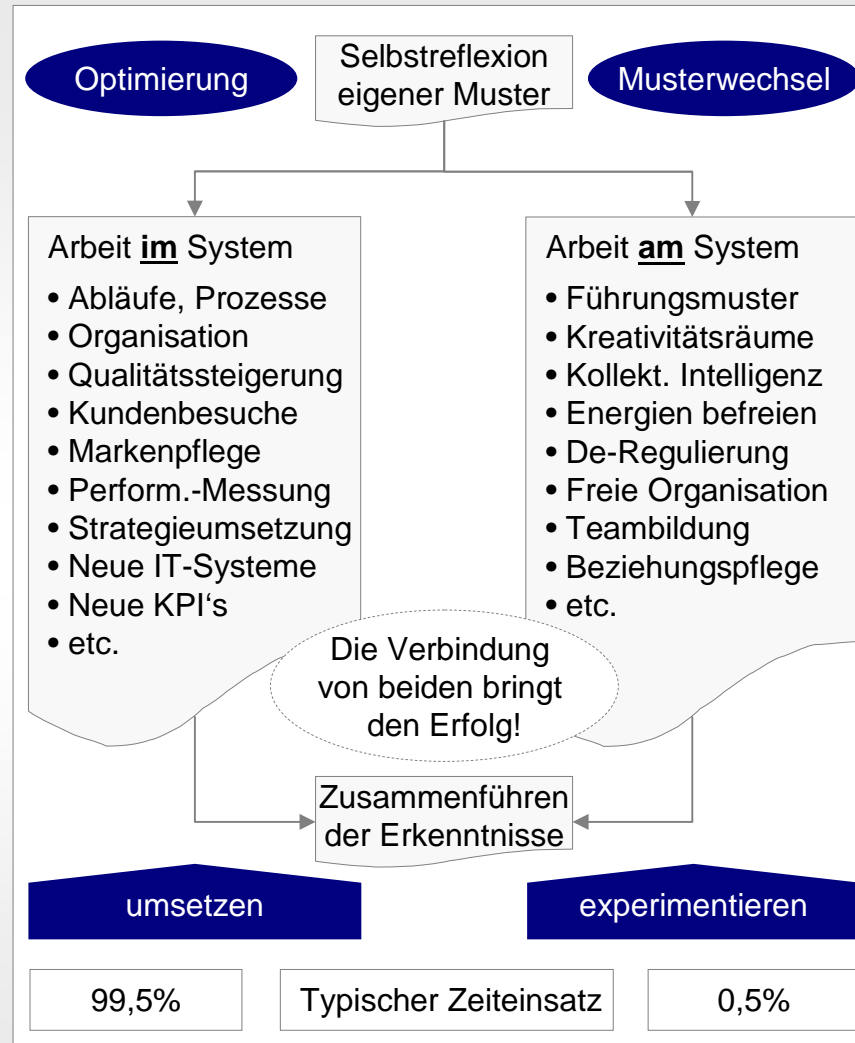 Optimierung
Selbstreflexion
eigener Muster
Musterwechsel
Arbeit im System
• Abläufe, Prozesse
• Organisation
• Qualitätssteigerung
• Kundenbesuche
• Markenpflege
• Perform.-Messung
• Strategieumsetzung
• Neue IT-Systeme
• Neue KPI‘s
• etc.
Arbeit am System
• Führungsmuster
• Kreativitätsräume
• Kollekt. Intelligenz
• Energien befreien
• De-Regulierung
• Freie Organisation
• Teambildung
• Beziehungspflege
• etc.
Die Verbindung
von beiden bringt
den Erfolg!
Zusammenführen
der Erkenntnisse
umsetzen
experimentieren
99,5%
Typischer Zeiteinsatz
0,5%